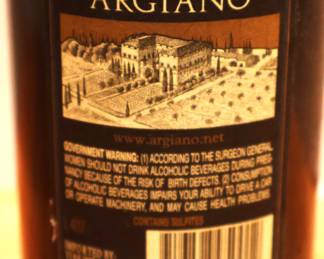 ARGIANO
www.argiano.net
GOVERNMENT WARNING: (1) ACCORDING TO THE SURGEON GENERAL
WOMEN SHOULD NOT DRINK ALCOHOLIC BEVERAGES DURING PREG-
NANCY BECAUSE OF THE RISK OF BIRTH DEFECTS. (2) CONSUMPTION
OF ALCOHOLIC BEVERAGES IMPAIRS YOUR ABILITY TO DRIVE A CAR
OR OPERATE MACHINERY, AND MAY CAUSE HEALTH PROBLEMS.
CONTAINS SULFITES